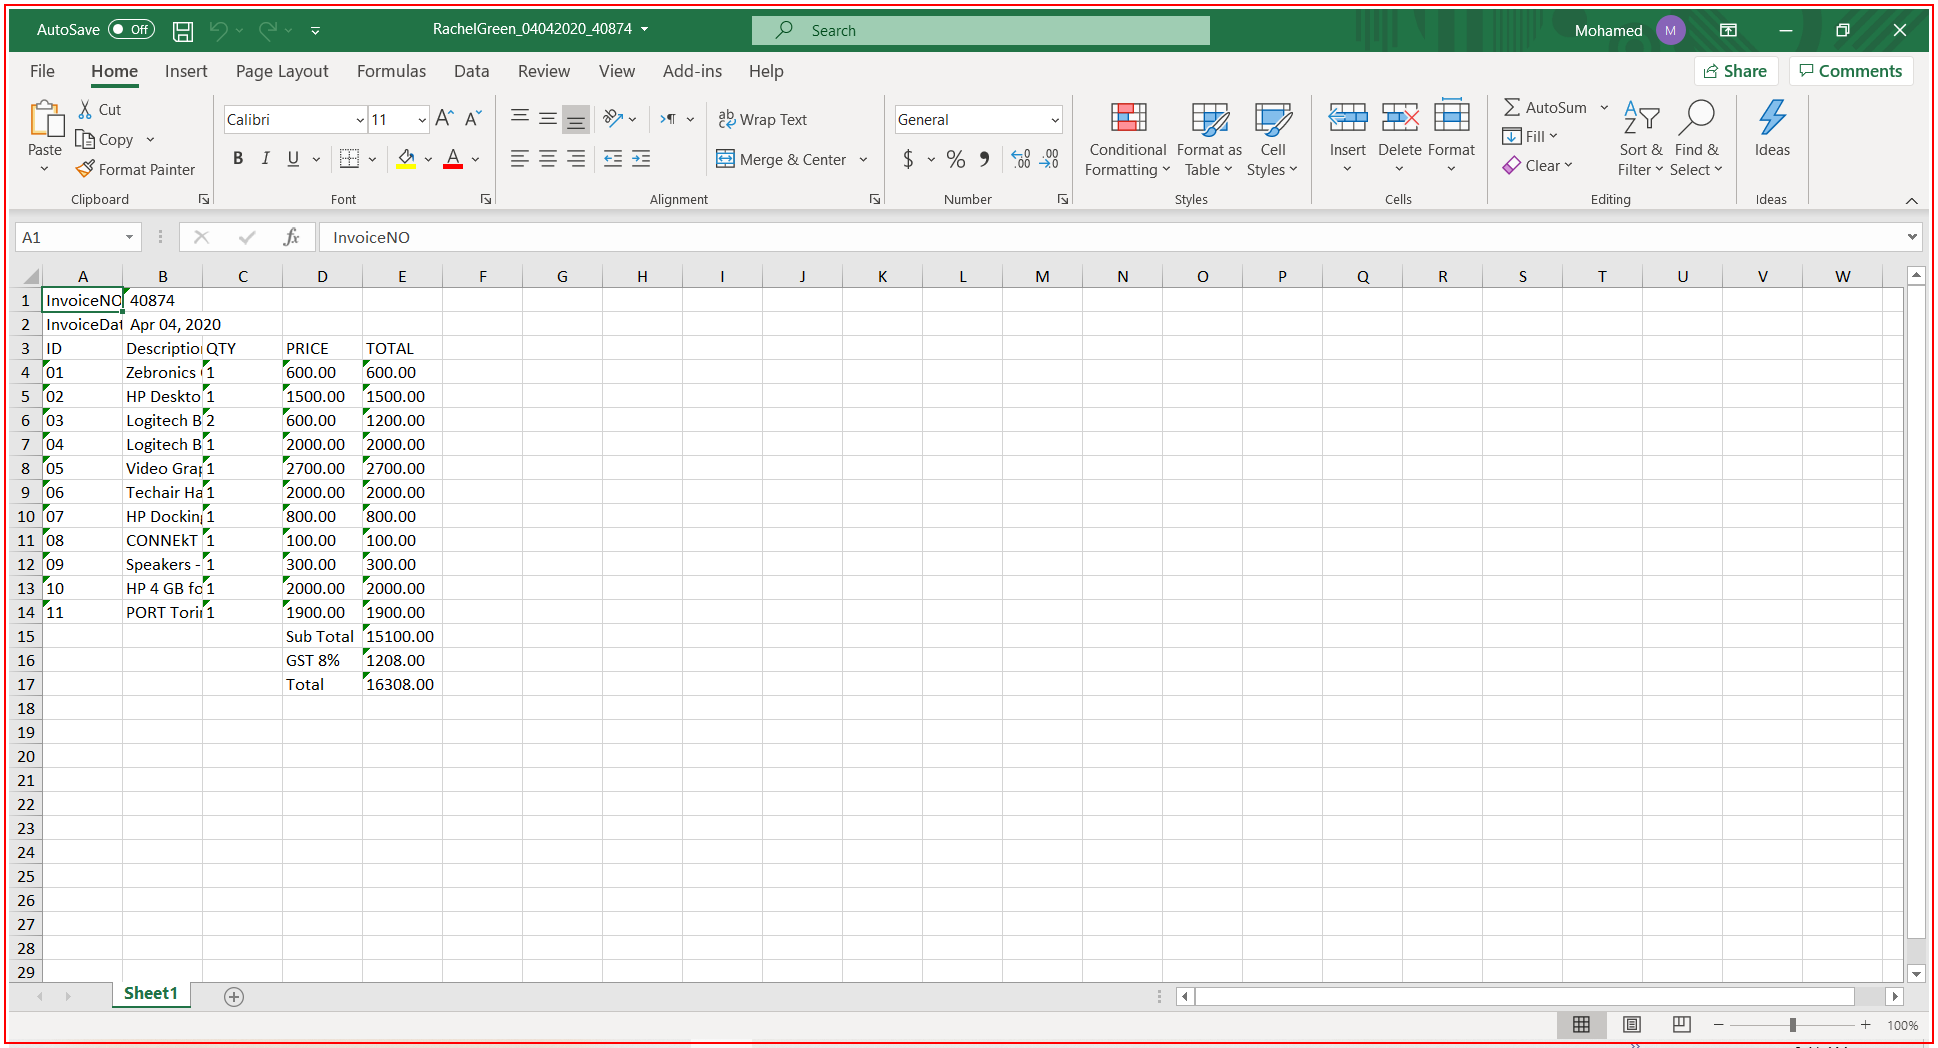 AutoSave Off RachelGreen_04042020_40874 Search Mohamed M
File Home Insert Page Layout Formulas Data Review View Add-ins Help Share Comments
Paste Cut Copy Format Painter Clipboard
Calibri 11 B I U A A A Font
ab Wrap Text Merge & Center Alignment
General $ % Number
Conditional Formatting Format as Table Cell Styles Styles
Insert Delete Format Cells
AutoSum Fill Clear Sort & Filter Find & Select Editing
Ideas Ideas
A1 fx InvoiceNO
A B C D E F G H I J K L M N O P Q R S T U V W
1 InvoiceNO 40874
2 InvoiceDat Apr 04, 2020
3 ID Descriptio QTY PRICE TOTAL
4 01 Zebronics 1 600.00 600.00
5 02 HP Deskto 1 1500.00 1500.00
6 03 Logitech B 2 600.00 1200.00
7 04 Logitech B 1 2000.00 2000.00
8 05 Video Grap 1 2700.00 2700.00
9 06 Techair Ha 1 2000.00 2000.00
10 07 HP Docking 1 800.00 800.00
11 08 CONNEkT 1 100.00 100.00
12 09 Speakers - 1 300.00 300.00
13 10 HP 4 GB fo 1 2000.00 2000.00
14 11 PORT Torin 1 1900.00 1900.00
15 Sub Total 15100.00
16 GST 8% 1208.00
17 Total 16308.00
18
19
20
21
22
23
24
25
26
27
28
29
Sheet1
100%